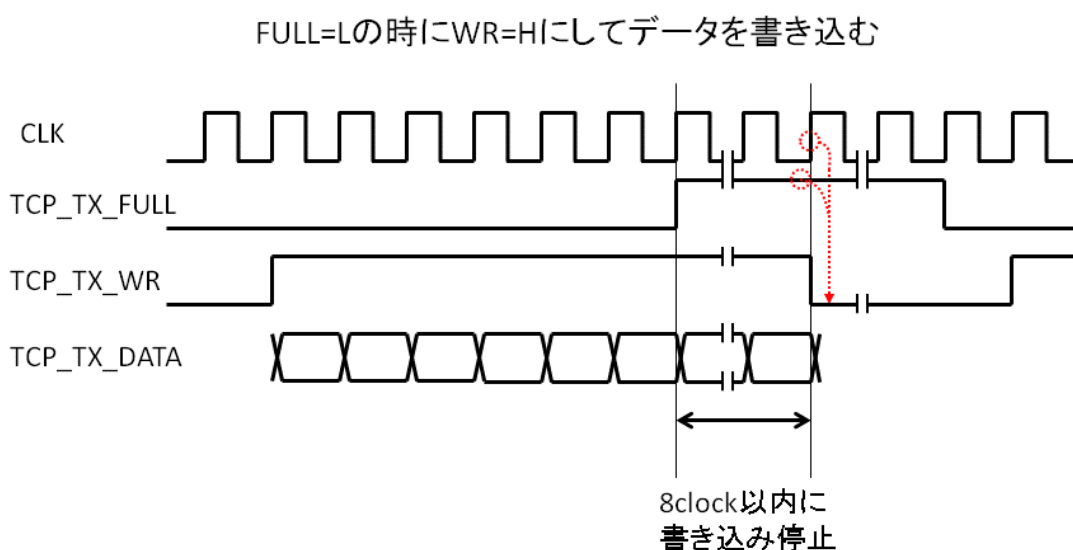 FULL=Lの時にWR=Hにしてデータを書き込む
CLK
TCP_TX_FULL
TCP_TX_WR
TCP_TX_DATA
8clock以内に
書き込み停止